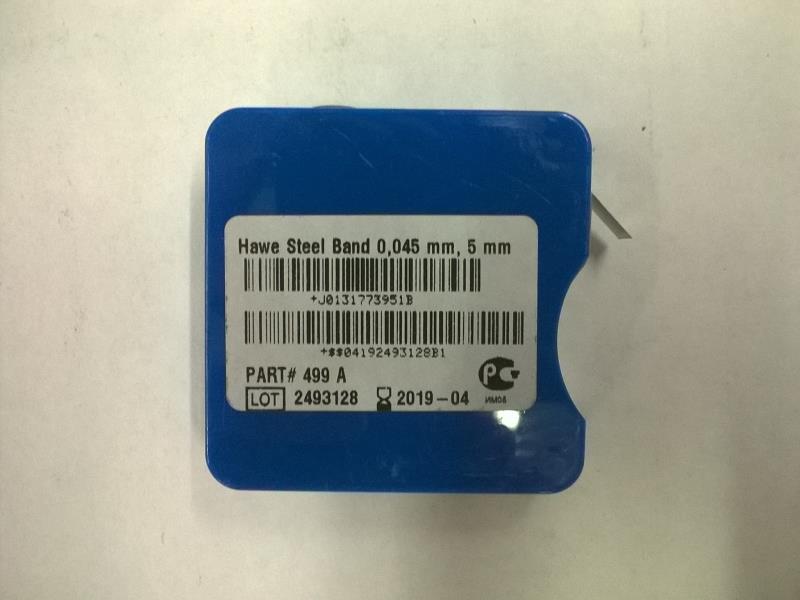 Hawe Steel Band 0,045 mm, 5 mm
+J0131773951B
+$$04192493128B1
PART# 499 A
LOT 2493128 2019-04